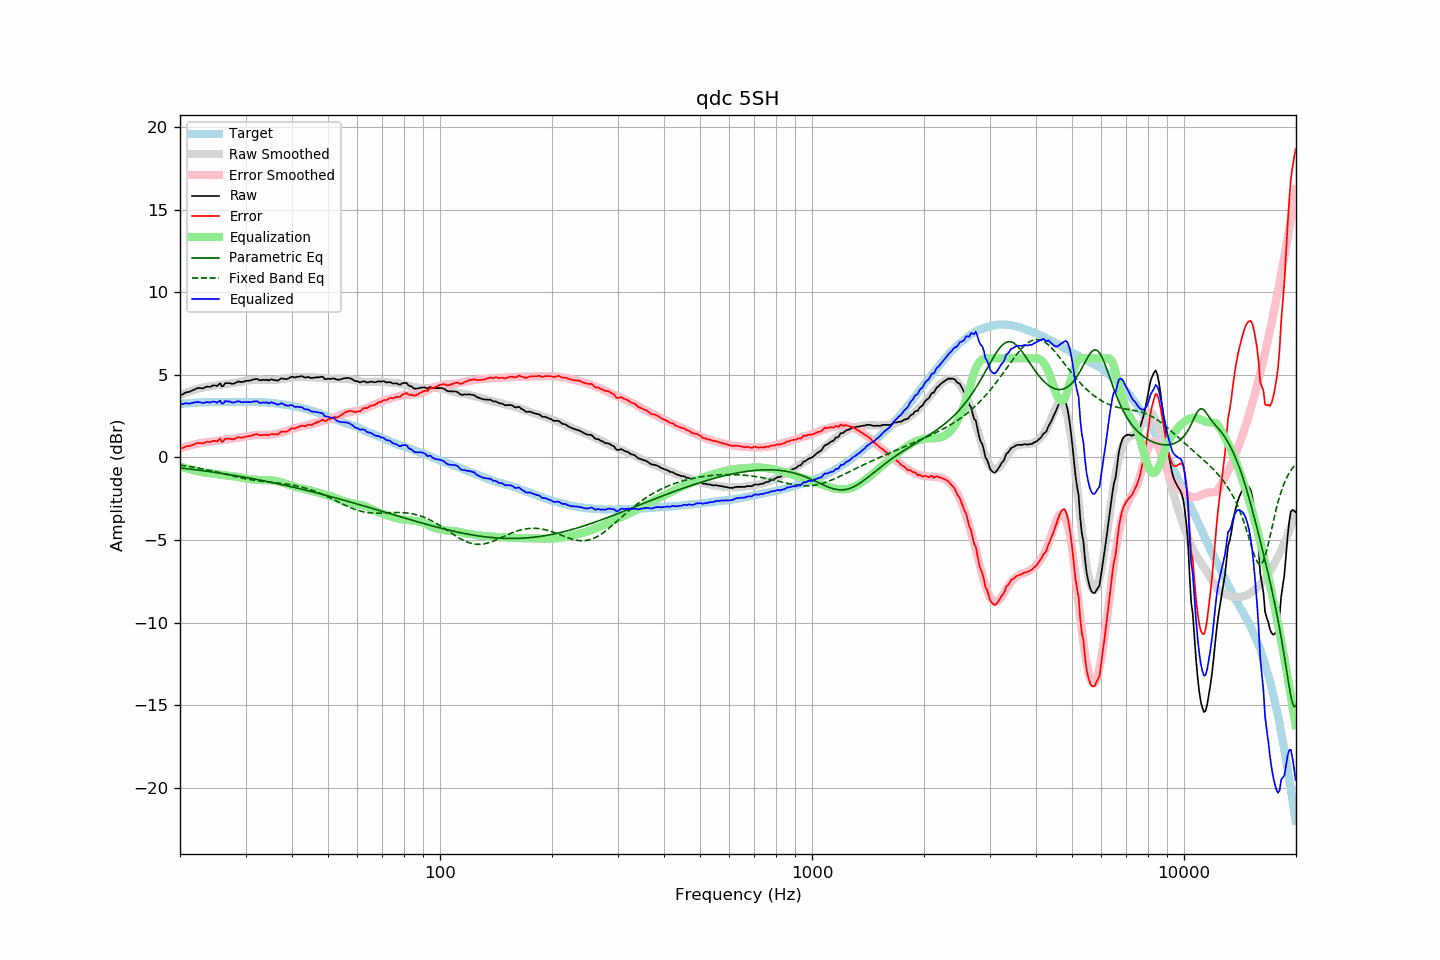 qdc 5SH
Target
Raw Smoothed
Error Smoothed
Raw
Error
Equalization
Parametric Eq
Fixed Band Eq
Equalized
20
15
10
5
0
−5
−10
−15
−20
Amplitude (dBr)
100
1000
10000
Frequency (Hz)